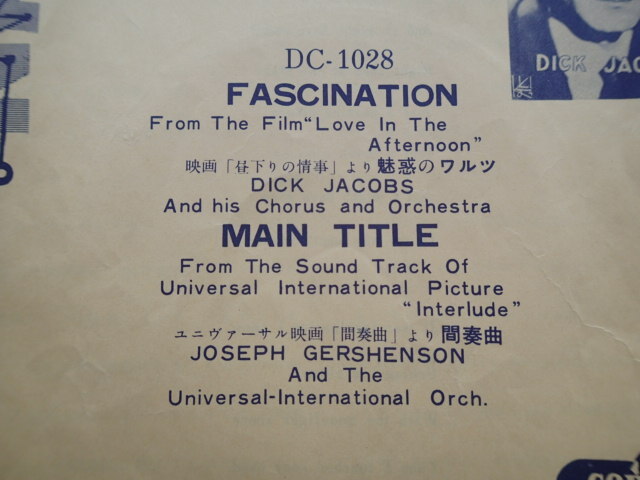 DICK JAC
DC-1028
FASCINATION
From The Film “Love In The
Afternoon”
映画「昼下りの情事」より 魅惑のワルツ
DICK JACOBS
And his Chorus and Orchestra
MAIN TITLE
From The Sound Track Of
Universal International Picture
“Interlude”
ユニヴァーサル映画「間奏曲」より 間奏曲
JOSEPH GERSHENSON
And The
Universal-International Orch.